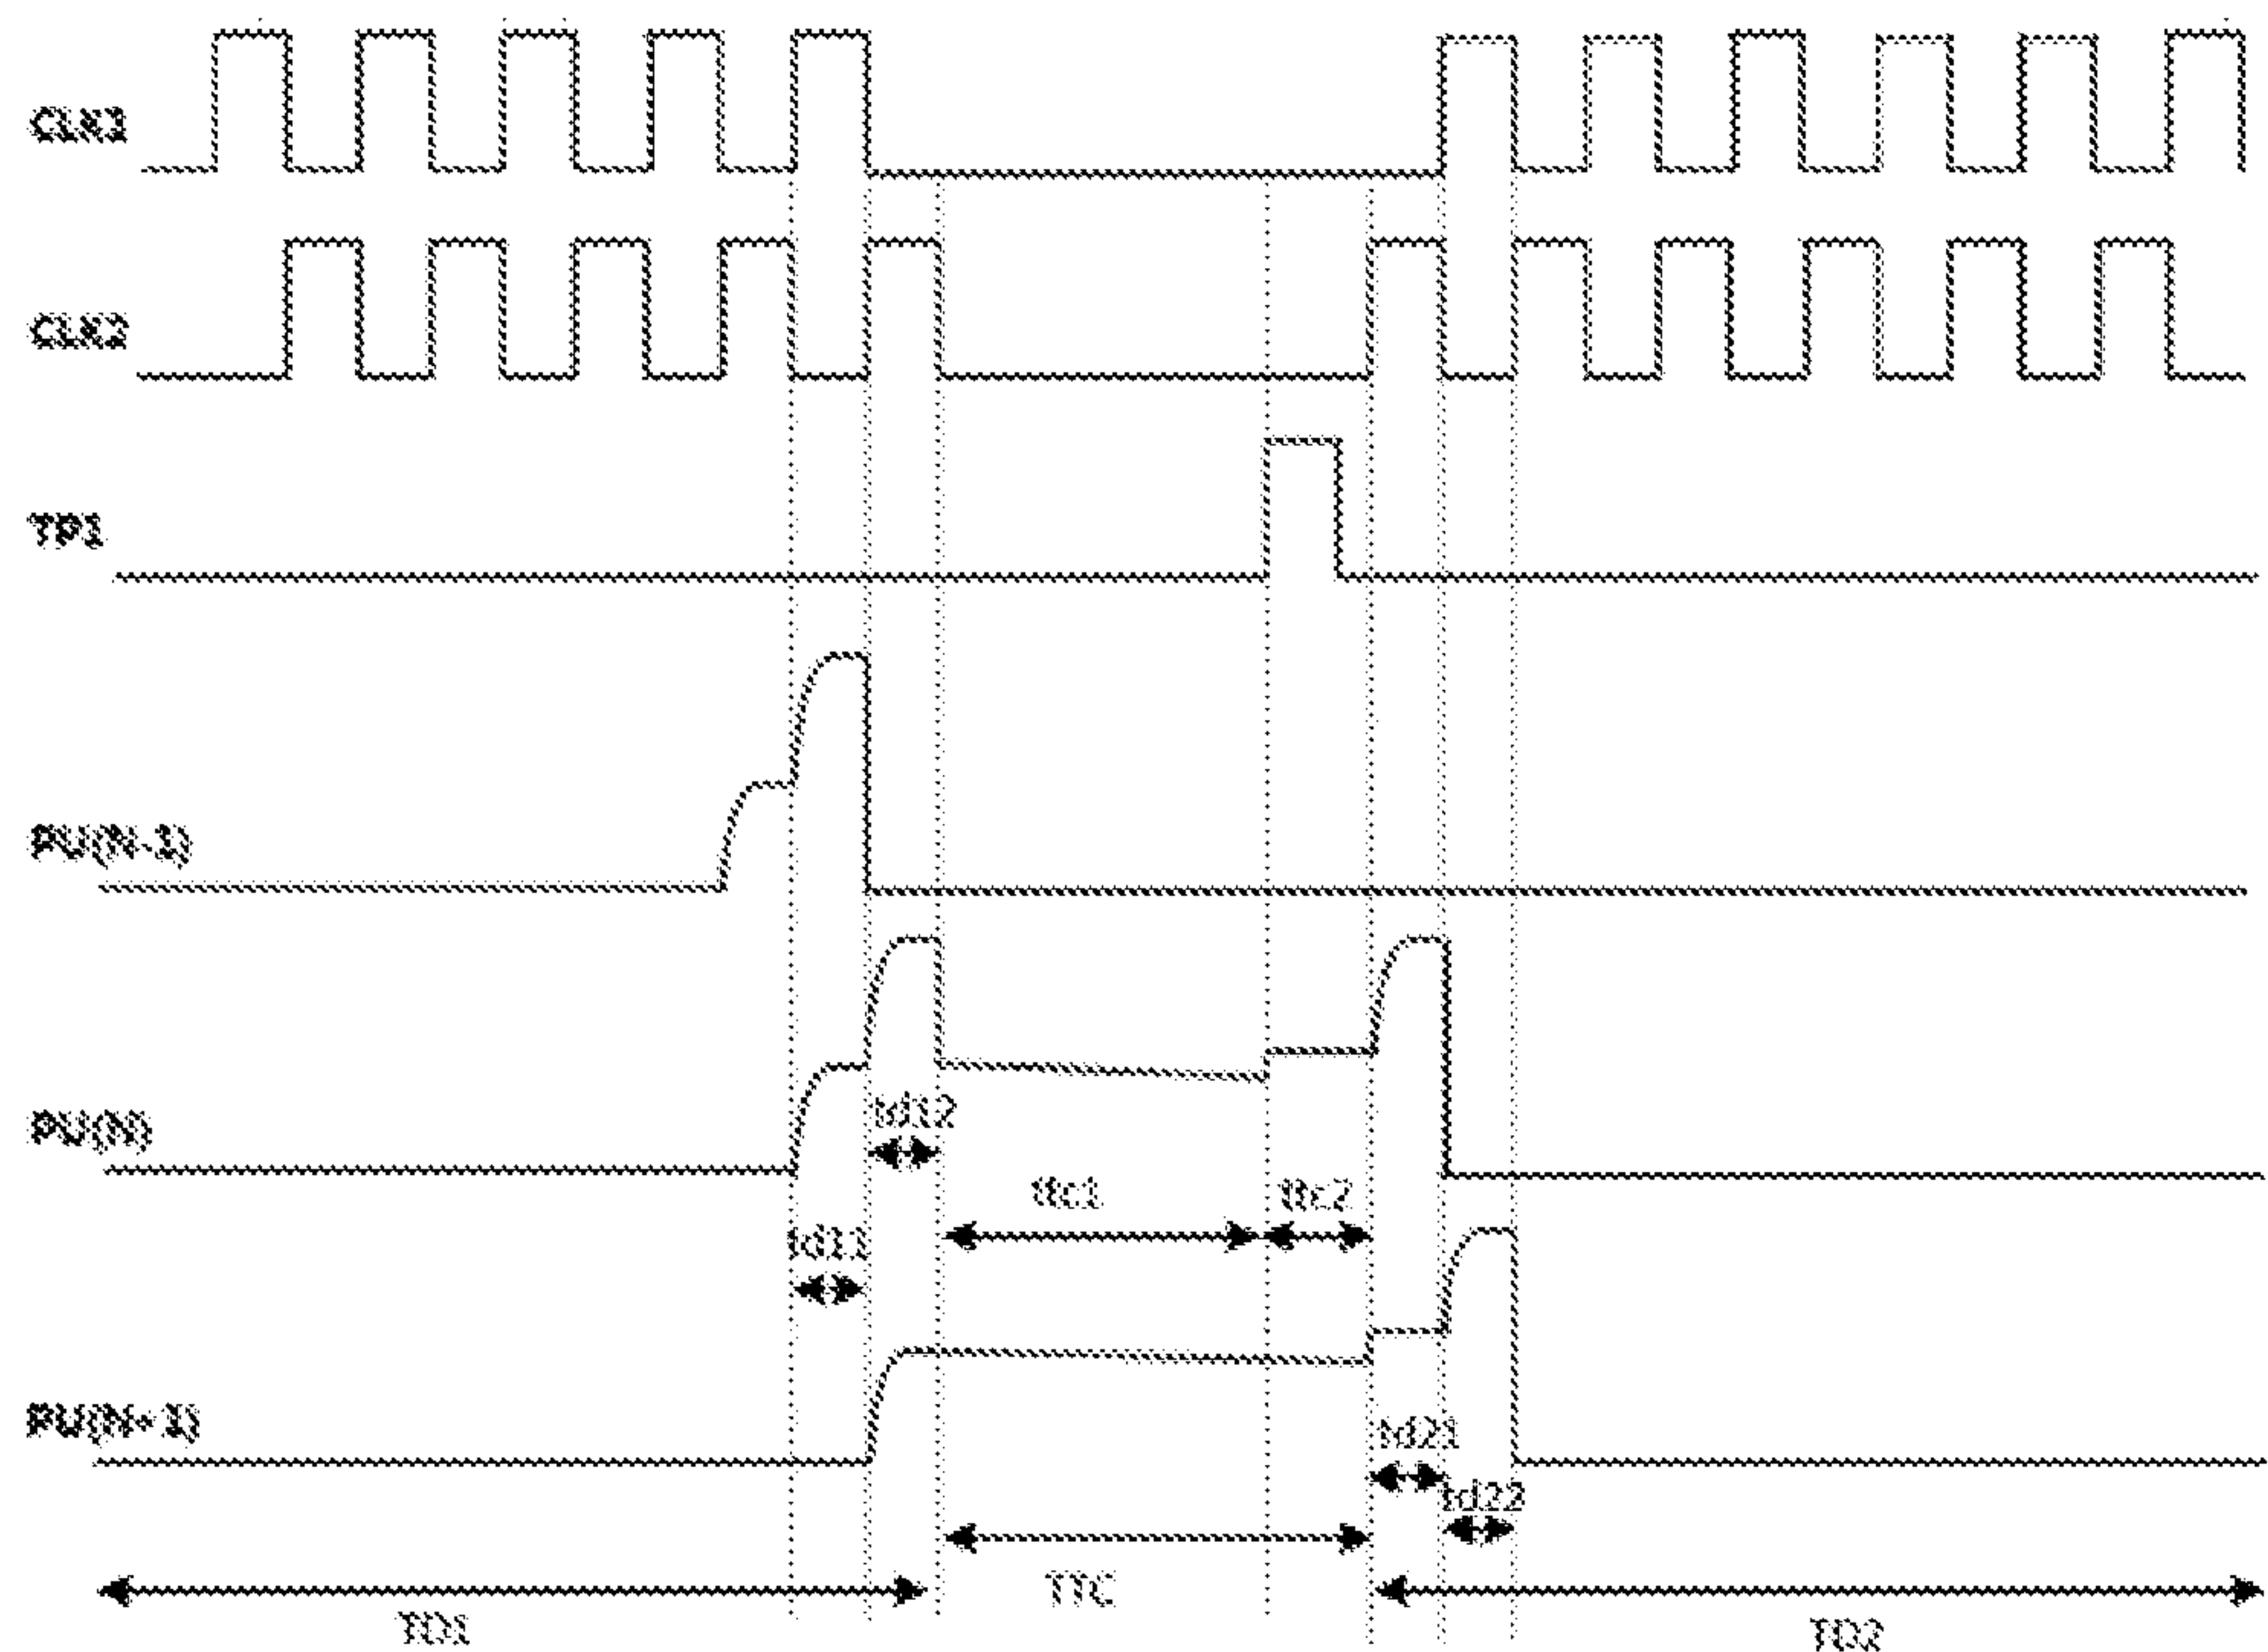 CLK1
CLK2
TP1
PU(N-1)
PU(N)
td12
ttc1
ttc2
td11
PU(N+1)
td21
td22
TTC
TD1
TD2